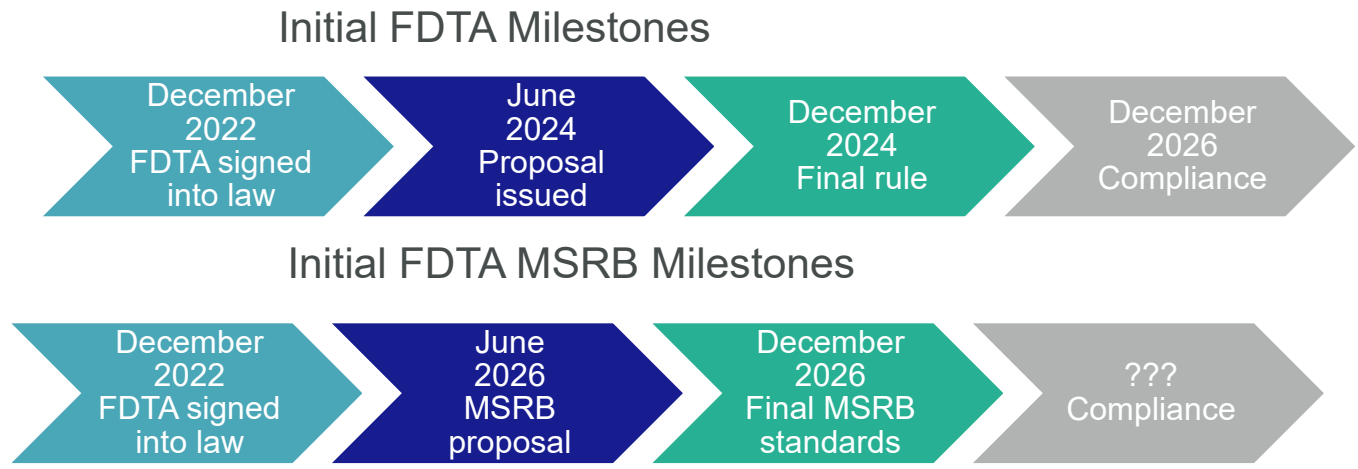 Initial FDTA Milestones
December
2022
FDTA signed
into law
June
2024
Proposal
issued
December
2024
Final rule
December
2026
Compliance
Initial FDTA MSRB Milestones
December
2022
FDTA signed
into law
June
2026
MSRB
proposal
December
2026
Final MSRB
standards
???
Compliance